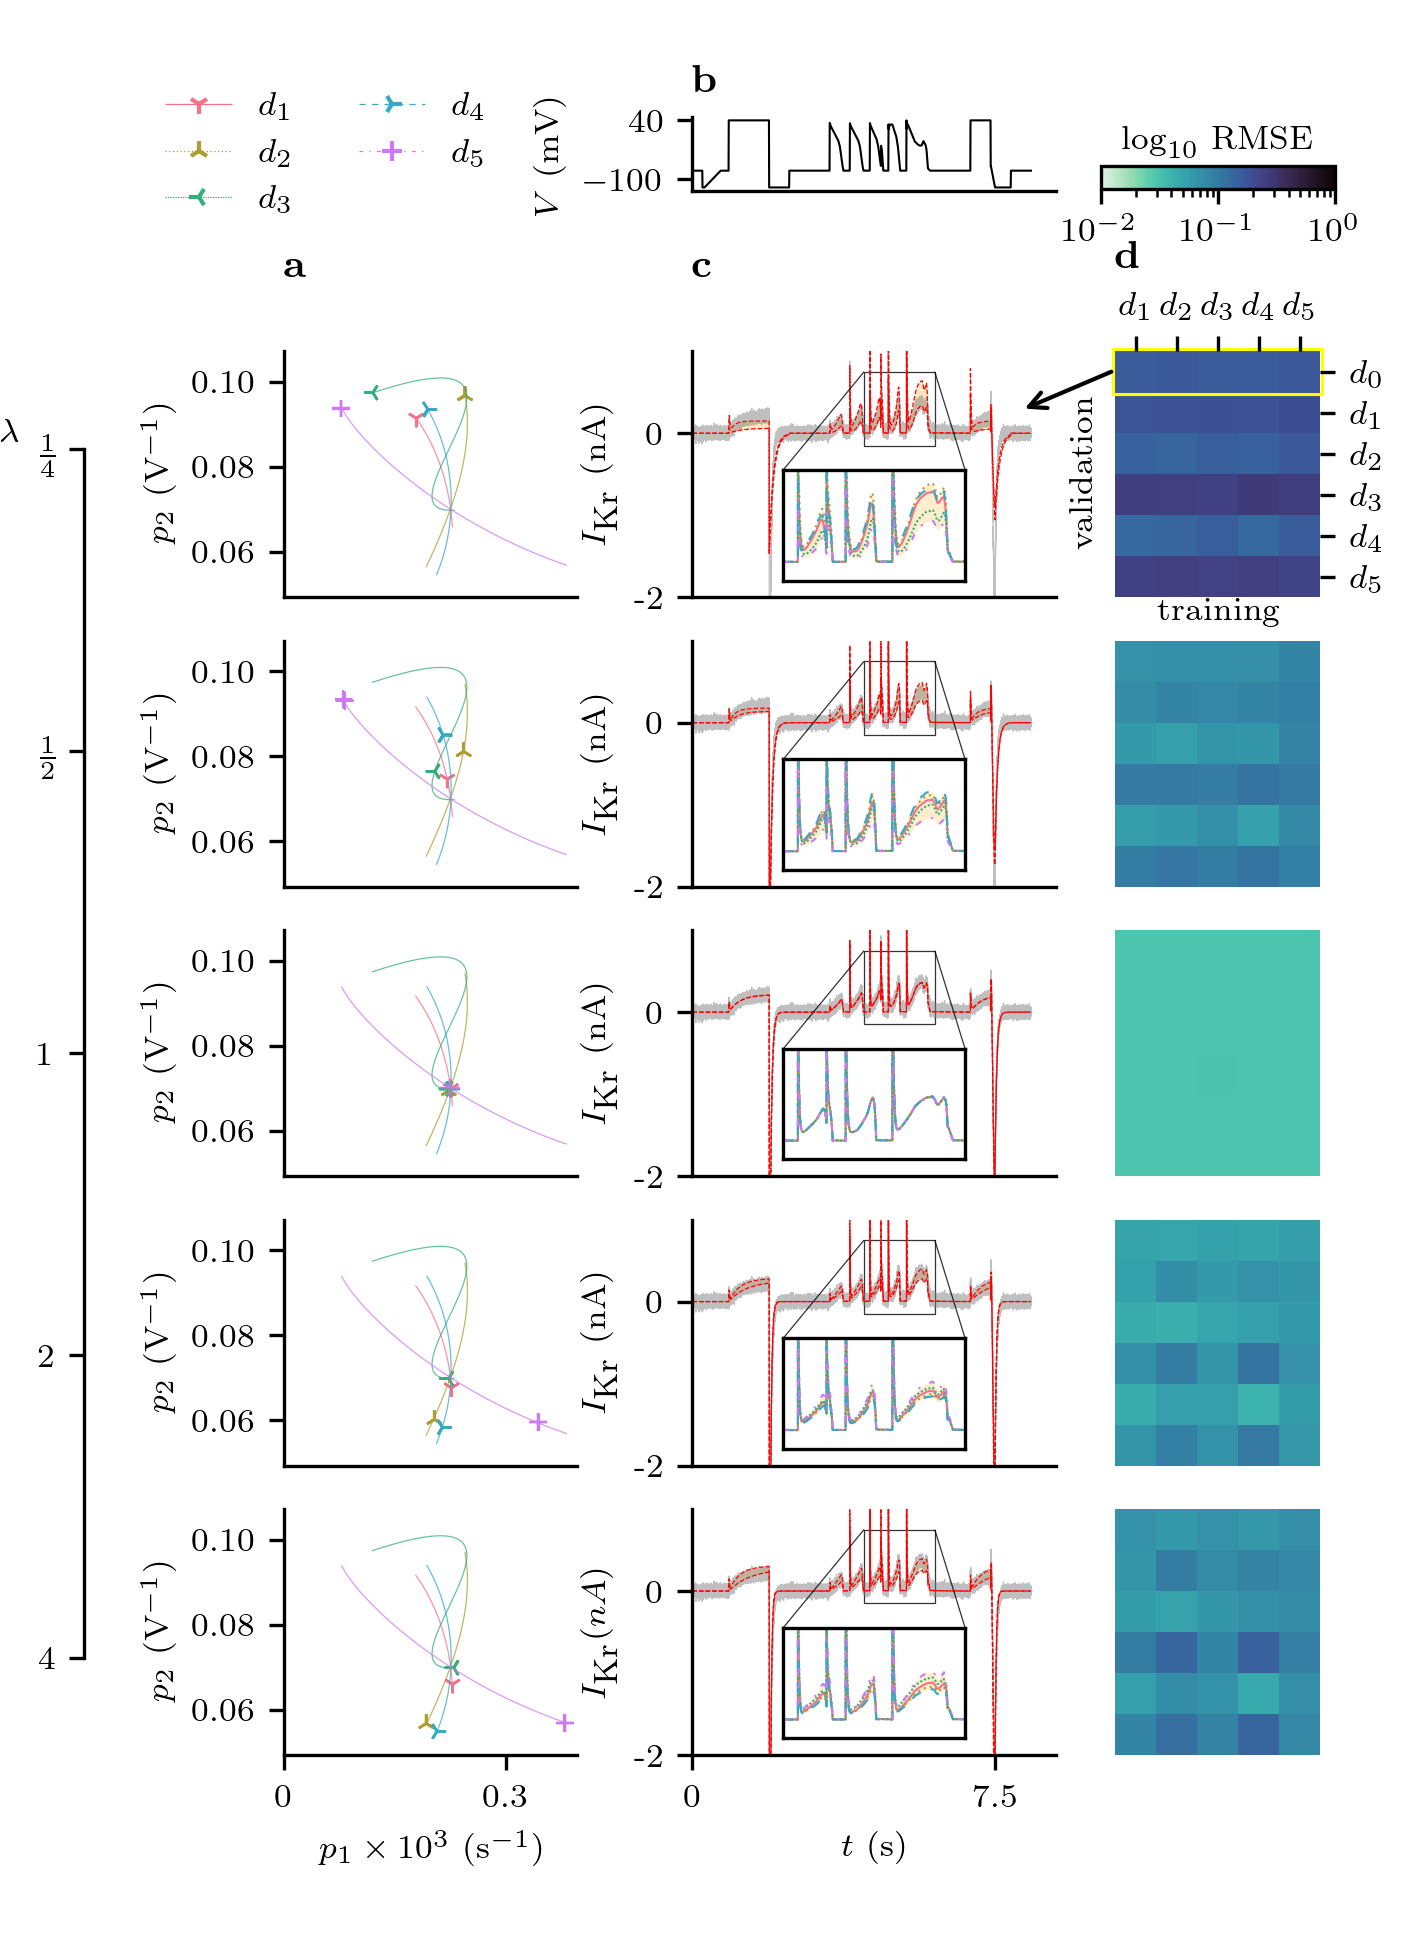 b
d₁ d₄
d₂ d₅
d₃
V (mV)
40
−100
log₁₀ RMSE
10⁻² 10⁻¹ 10⁰
a
c
d
d₁ d₂ d₃ d₄ d₅
d₀
d₁
d₂
d₃
d₄
d₅
validation
training
λ
1/4
1/2
1
2
4
p₂ (V⁻¹)
0.10
0.08
0.06
I_Kr (nA)
0
-2
p₂ (V⁻¹)
0.10
0.08
0.06
I_Kr (nA)
0
-2
p₂ (V⁻¹)
0.10
0.08
0.06
I_Kr (nA)
0
-2
p₂ (V⁻¹)
0.10
0.08
0.06
I_Kr (nA)
0
-2
p₂ (V⁻¹)
0.10
0.08
0.06
I_Kr(nA)
0
-2
0 0.3
p₁ × 10³ (s⁻¹)
0 7.5
t (s)